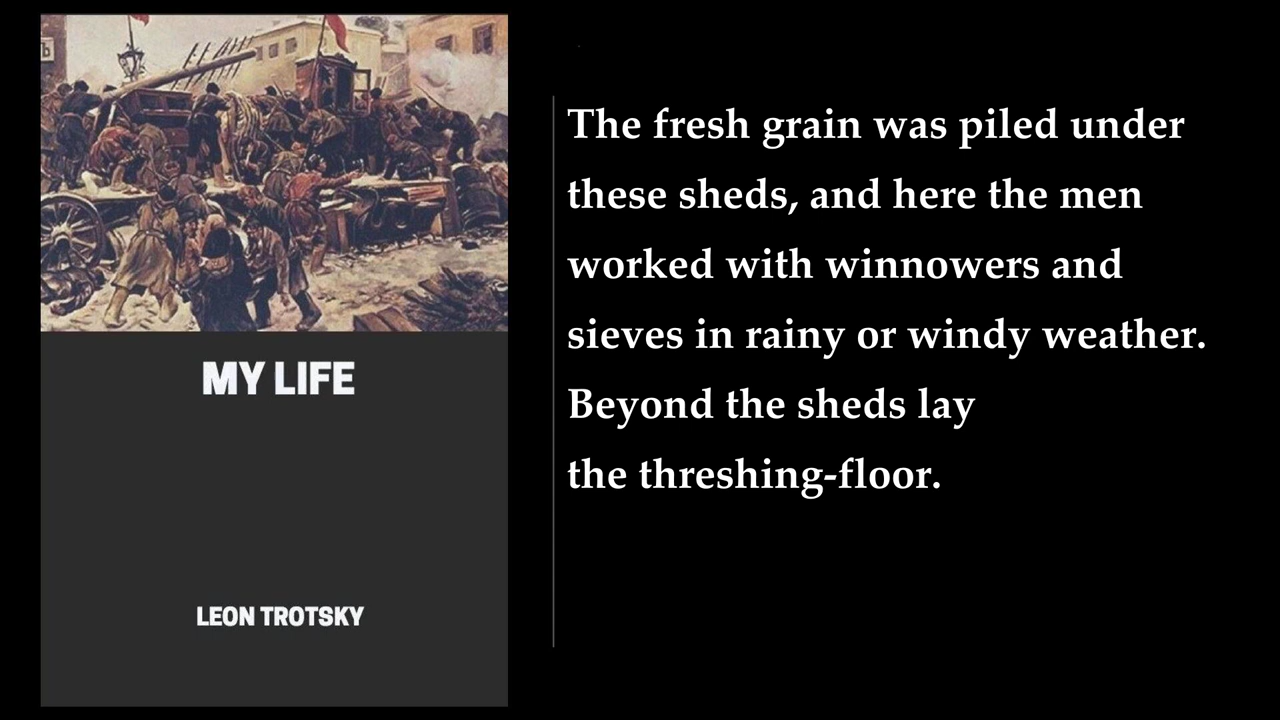 MY LIFE
LEON TROTSKY
The fresh grain was piled under
these sheds, and here the men
worked with winnowers and
sieves in rainy or windy weather.
Beyond the sheds lay
the threshing-floor.